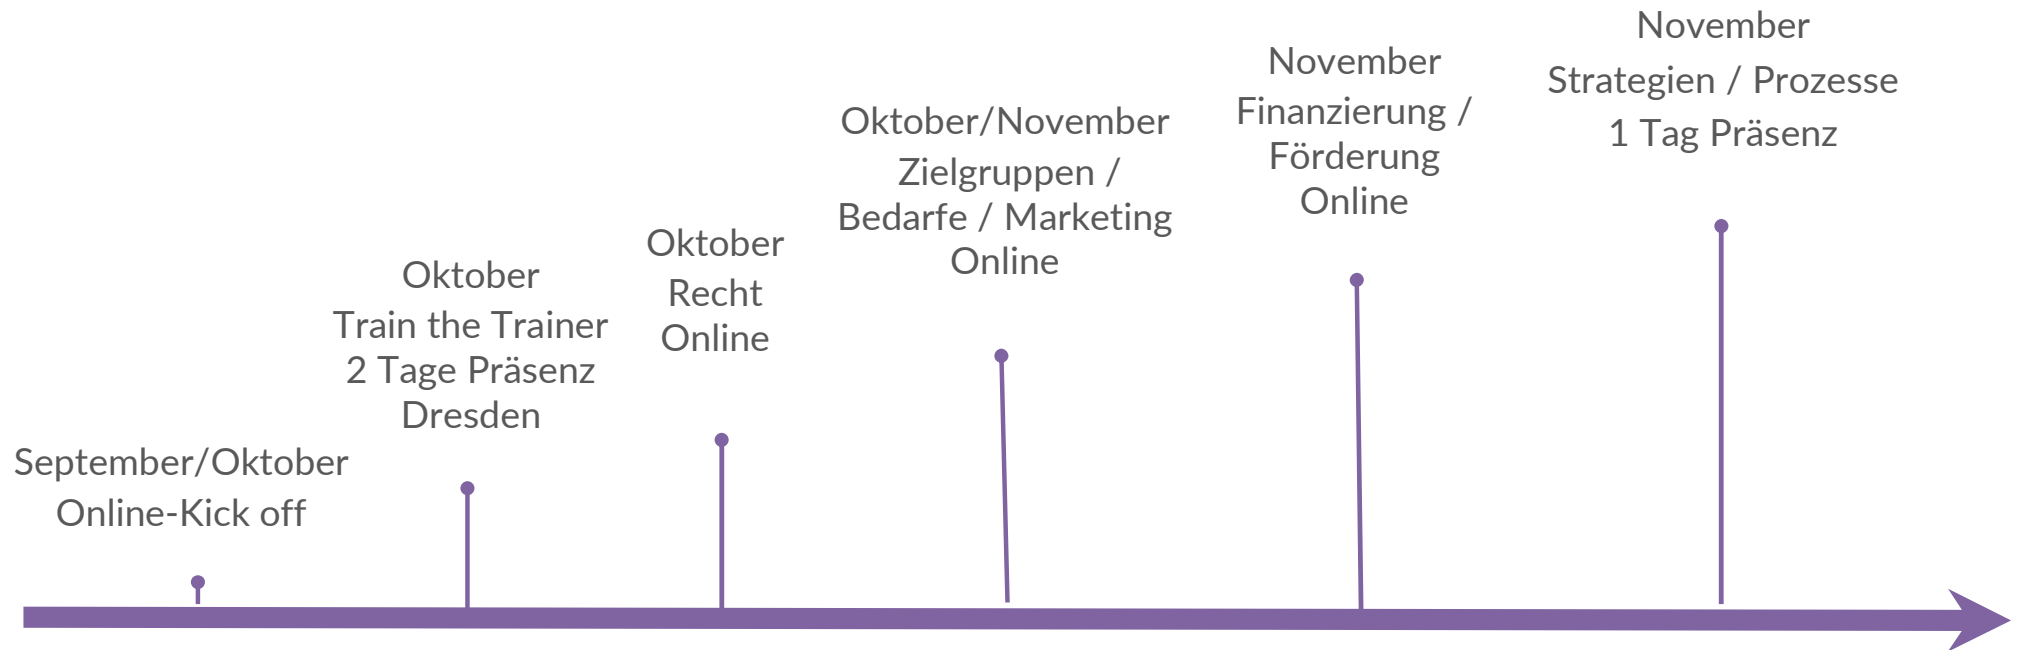 September/Oktober
Online-Kick off
Oktober
Train the Trainer
2 Tage Präsenz
Dresden
Oktober
Recht
Online
Oktober/November
Zielgruppen /
Bedarfe / Marketing
Online
November
Finanzierung /
Förderung
Online
November
Strategien / Prozesse
1 Tag Präsenz